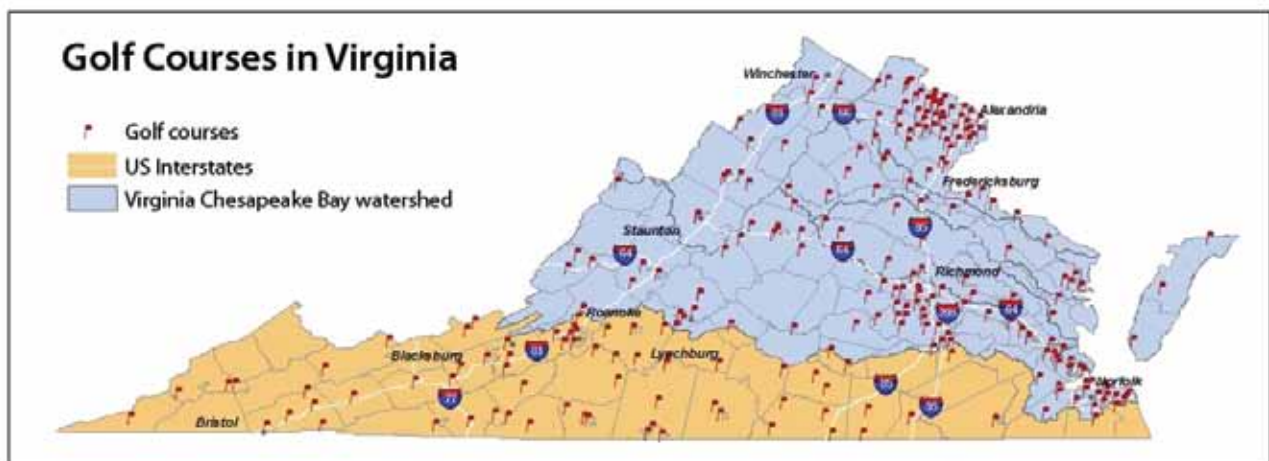 Golf Courses in Virginia
Golf courses
US Interstates
Virginia Chesapeake Bay watershed
Winchester
81
66
Alexandria
Fredericksburg
Staunton
64
95
64
Richmond
Roanoke
295
64
Blacksburg
81
Lynchburg
77
85
95
Norfolk
Bristol